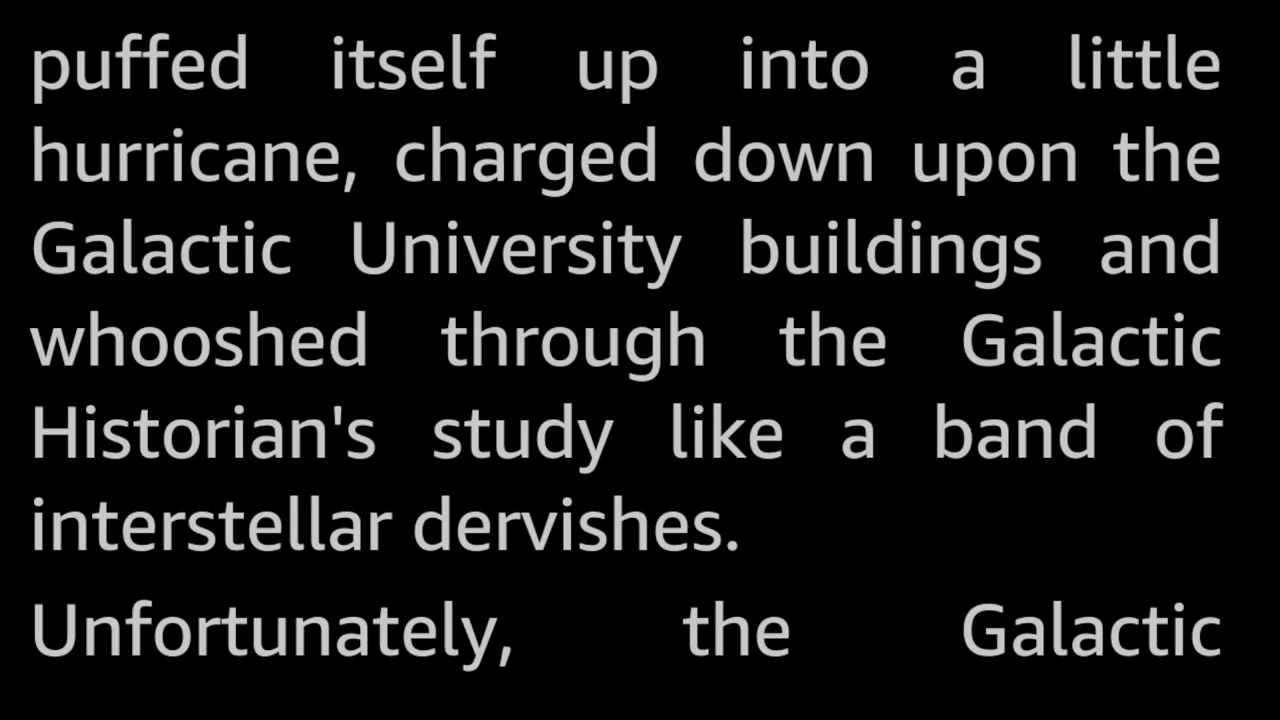 puffed itself up into a little
hurricane, charged down upon the
Galactic University buildings and
whooshed through the Galactic
Historian's study like a band of
interstellar dervishes.
Unfortunately, the Galactic